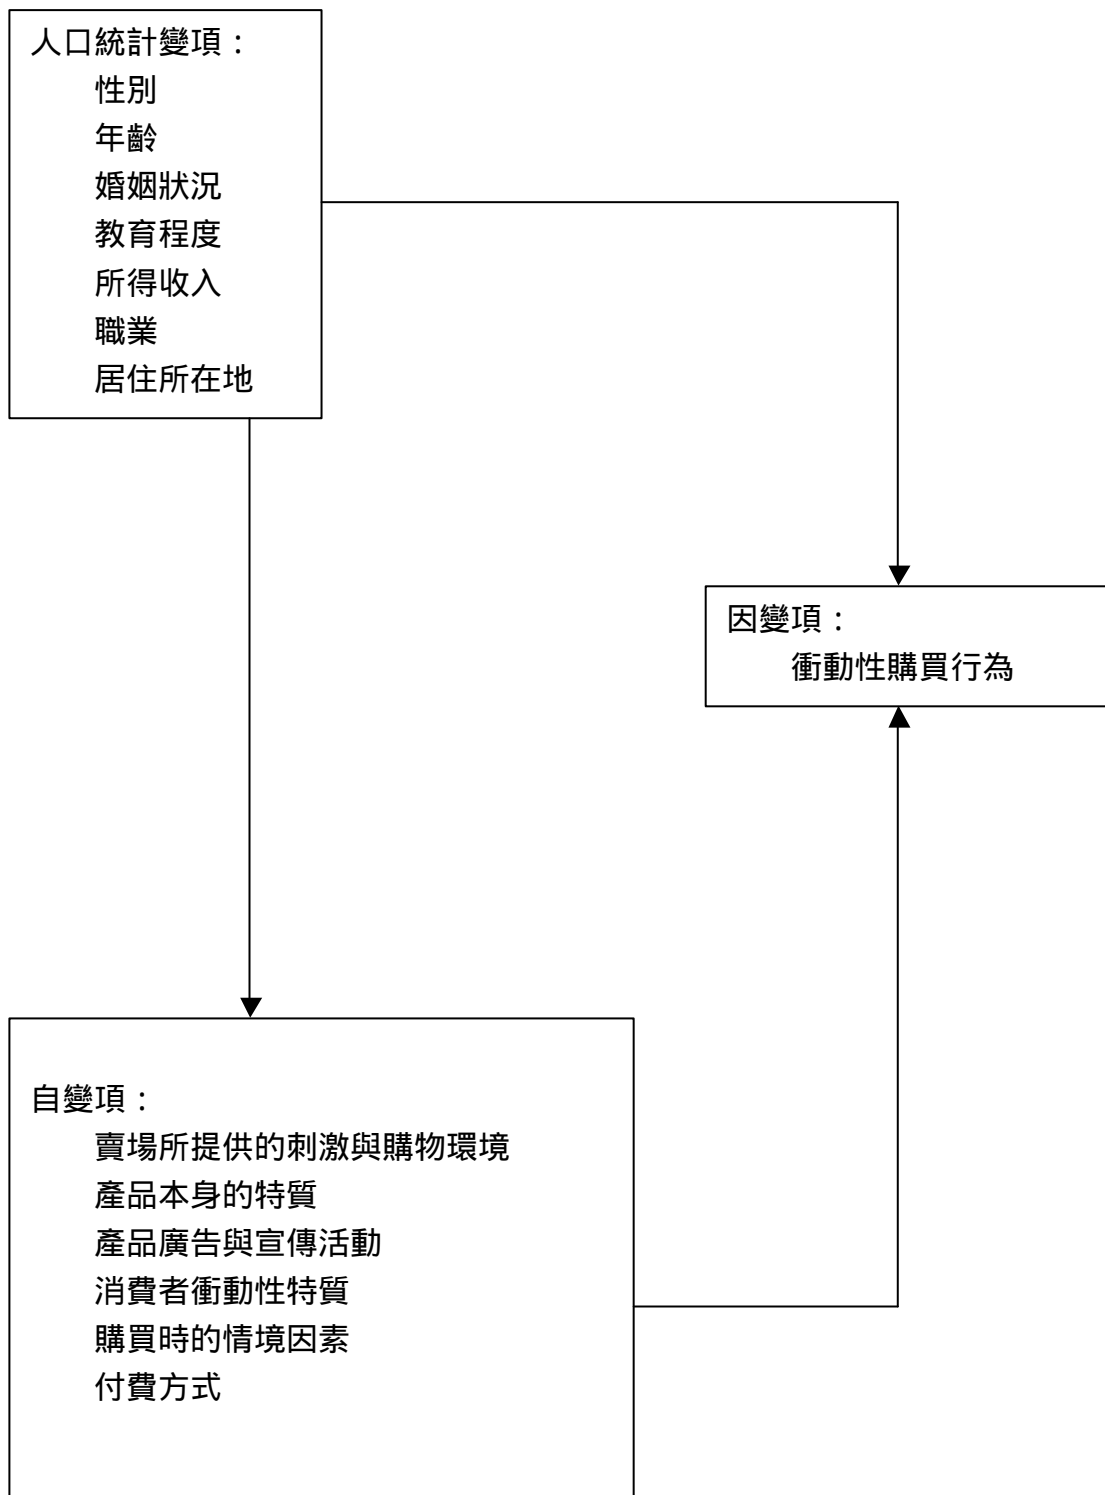 人口統計變項：
性別
年齡
婚姻狀況
教育程度
所得收入
職業
居住所在地
因變項：
衝動性購買行為
自變項：
賣場所提供的刺激與購物環境
產品本身的特質
產品廣告與宣傳活動
消費者衝動性特質
購買時的情境因素
付費方式